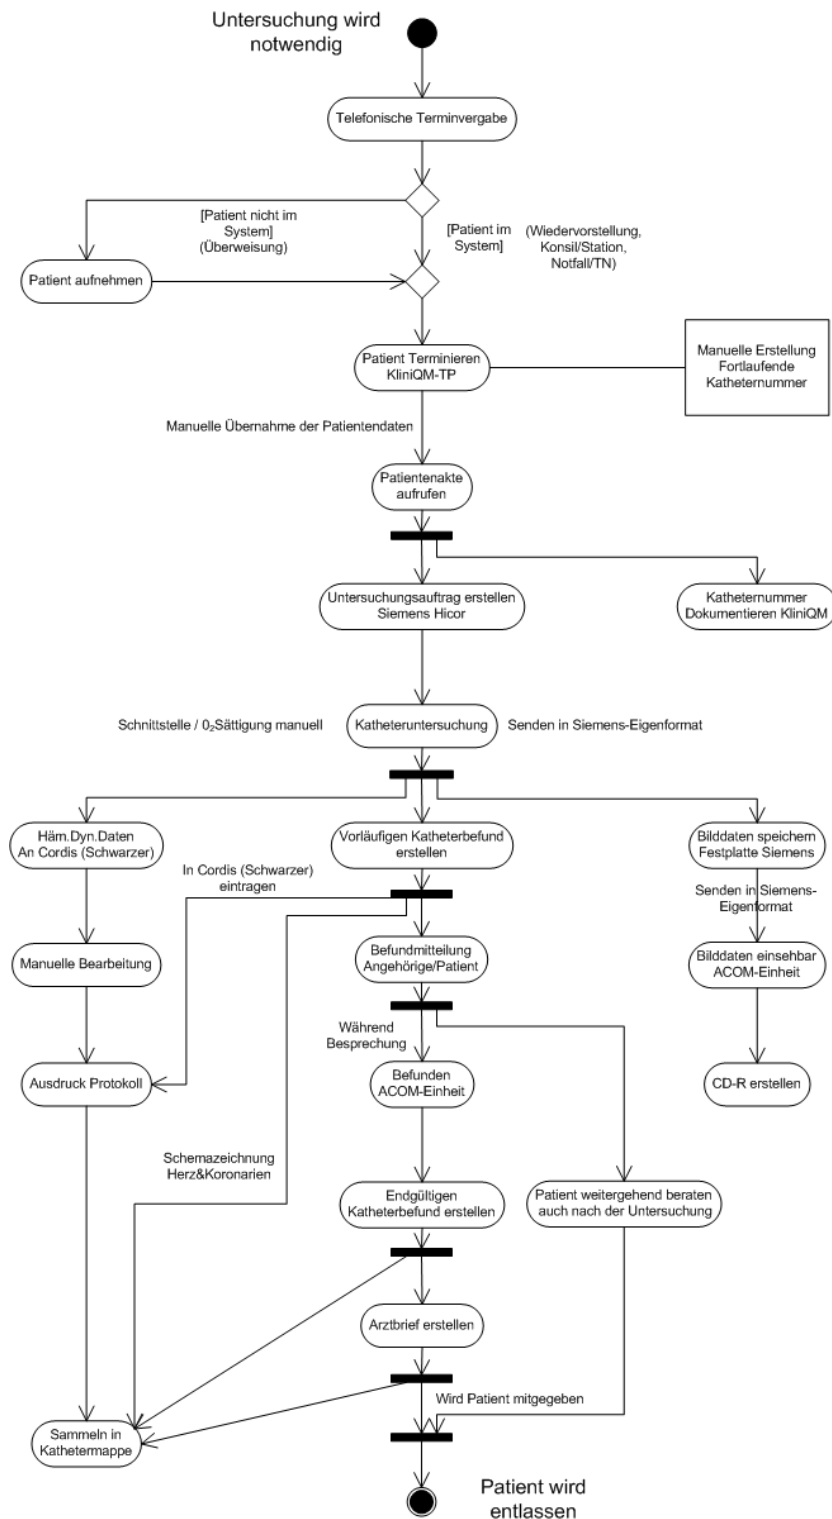 Untersuchung wird
notwendig
Telefonische Terminvergabe
[Patient nicht im
System]
(Überweisung)
[Patient im
System]
(Wiedervorstellung,
Konsil/Station,
Notfall/TN)
Patient aufnehmen
Patient Terminieren
KliniQM-TP
Manuelle Erstellung
Fortlaufende
Katheternummer
Manuelle Übernahme der Patientendaten
Patientenakte
aufrufen
Untersuchungsauftrag erstellen
Siemens Hicor
Katheternummer
Dokumentieren KliniQM
Schnittstelle / 0₂Sättigung manuell
Katheteruntersuchung
Senden in Siemens-Eigenformat
Häm.Dyn.Daten
An Cordis (Schwarzer)
Vorläufigen Katheterbefund
erstellen
Bilddaten speichern
Festplatte Siemens
In Cordis (Schwarzer)
eintragen
Senden in Siemens-
Eigenformat
Manuelle Bearbeitung
Befundmitteilung
Angehörige/Patient
Bilddaten einsehbar
ACOM-Einheit
Während
Besprechung
Ausdruck Protokoll
Befunden
ACOM-Einheit
CD-R erstellen
Schemazeichnung
Herz&Koronarien
Endgültigen
Katheterbefund erstellen
Patient weitergehend beraten
auch nach der Untersuchung
Arztbrief erstellen
Wird Patient mitgegeben
Sammeln in
Kathetermappe
Patient wird
entlassen